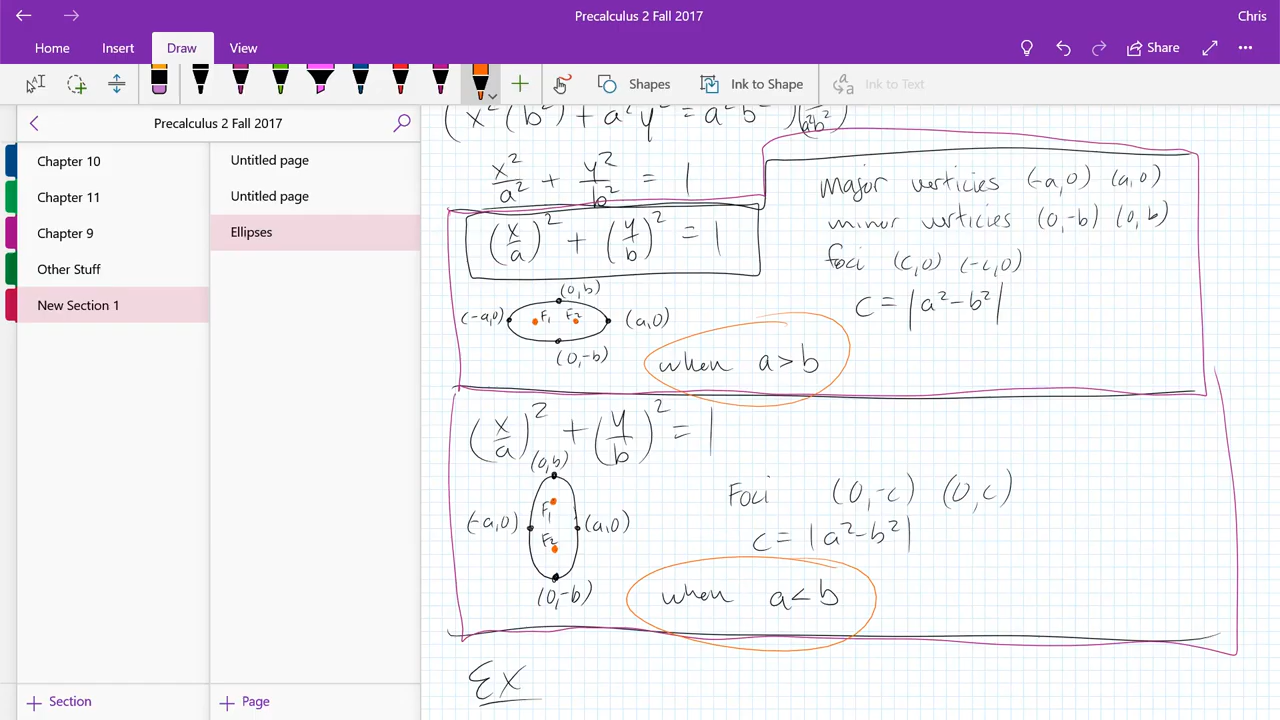 Precalculus 2 Fall 2017
Chris
Home Insert Draw View
Share
Shapes Ink to Shape Ink to Text
Precalculus 2 Fall 2017
Chapter 10
Chapter 11
Chapter 9
Other Stuff
New Section 1
Untitled page
Untitled page
Ellipses
Section
Page
(x²(b²) + a²y² = a²b²)
x²/a² + y²/b² = 1
(x/a)² + (y/b)² = 1
(0,b)
(-a,0) F₁ F₂ (a,0)
(0,-b)
when a > b
major verticies (-a,0) (a,0)
minor verticies (0,-b) (0,b)
foci (c,0) (-c,0)
c = |a²-b²|
(x/a)² + (y/b)² = 1
(0,b)
F₁
(-a,0) (a,0)
F₂
(0,-b)
Foci (0,-c) (0,c)
c = |a²-b²|
when a < b
Ex